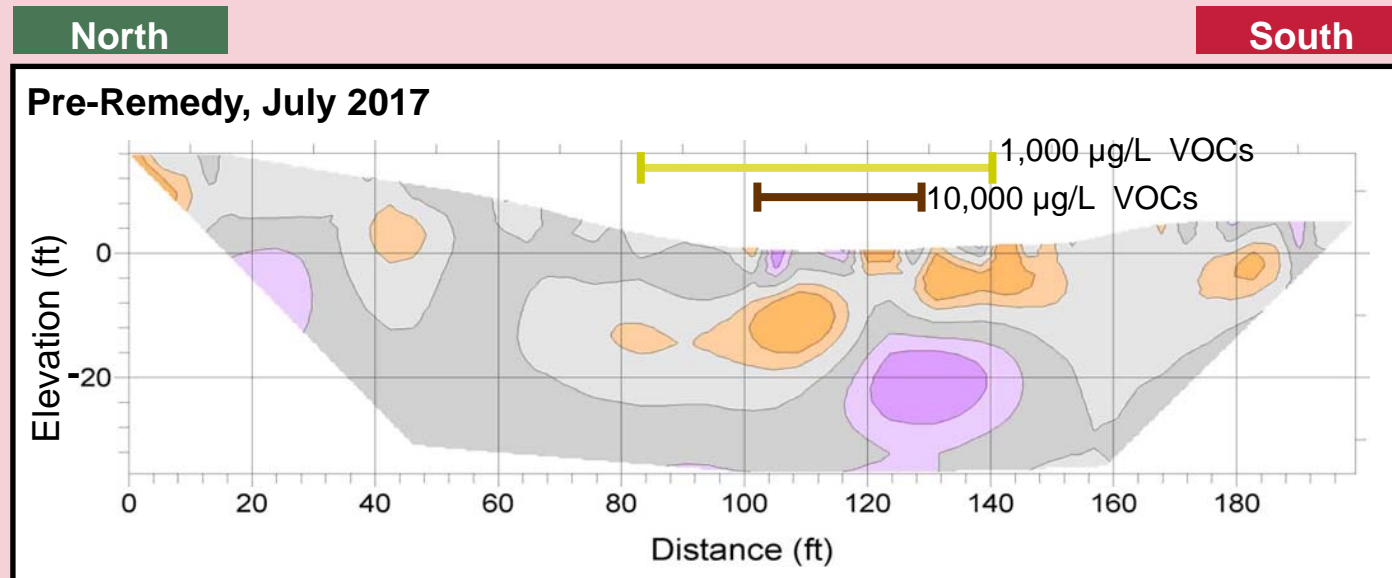 North
South
Pre-Remedy, July 2017
1,000 µg/L VOCs
10,000 µg/L VOCs
Elevation (ft)
0
-20
0 20 40 60 80 100 120 140 160 180
Distance (ft)